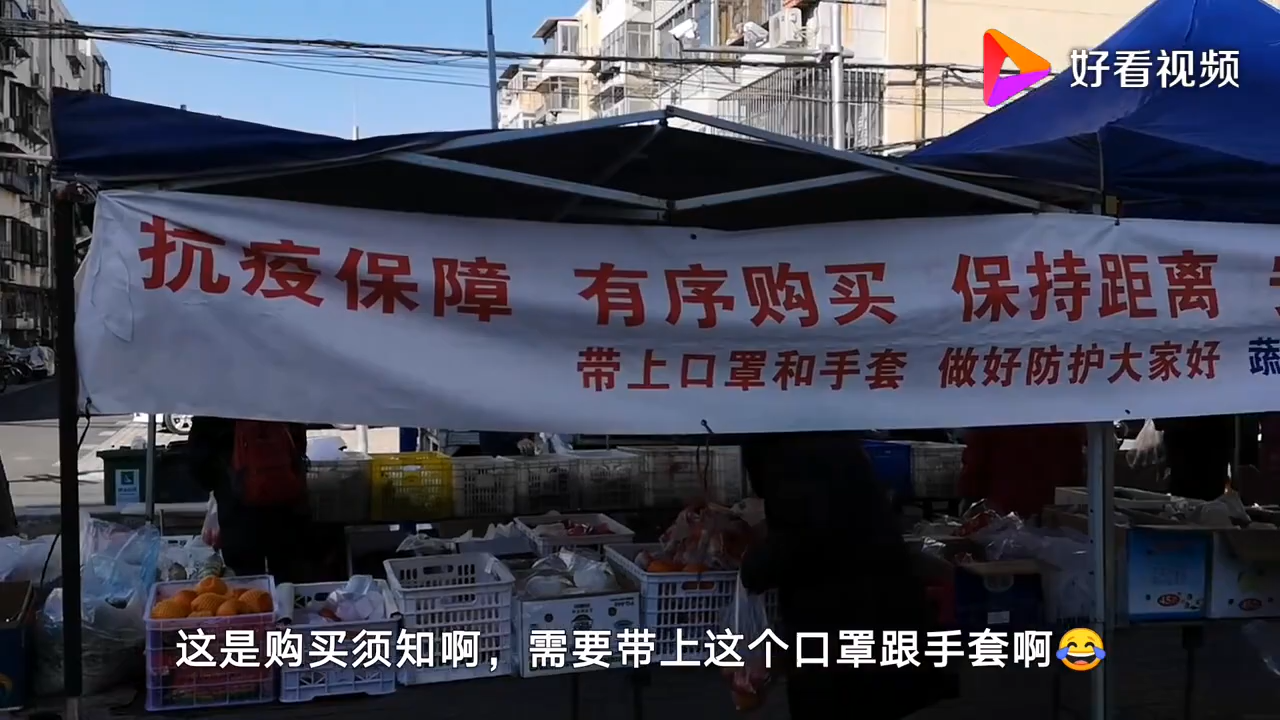 好看视频
抗疫保障 有序购买 保持距离
带上口罩和手套 做好防护大家好 蔬
这是购买须知啊，需要带上这个口罩跟手套啊😂